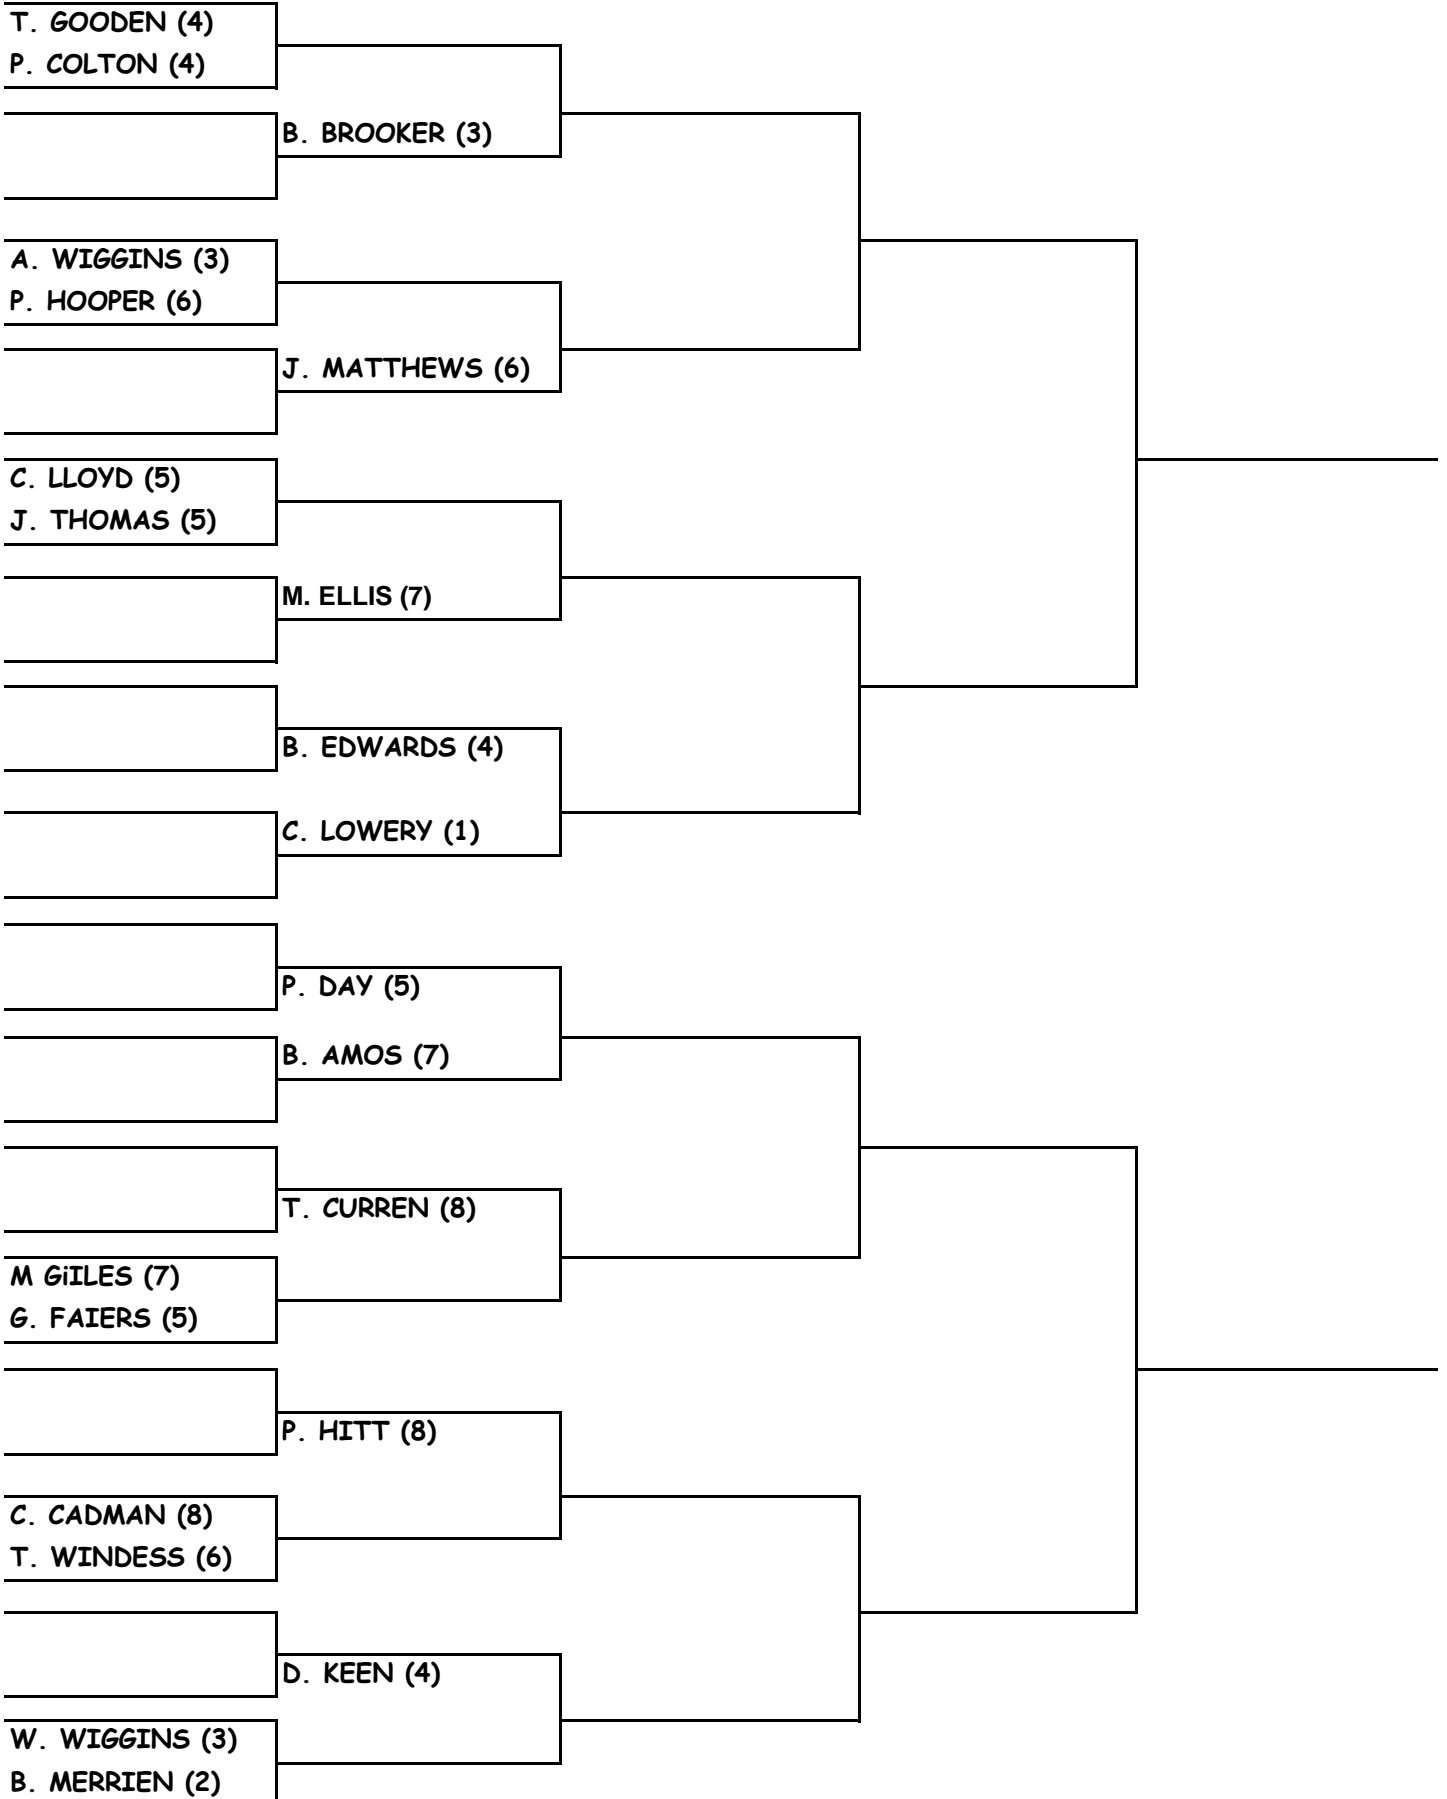 T. GOODEN (4)
P. COLTON (4)
B. BROOKER (3)
A. WIGGINS (3)
P. HOOPER (6)
J. MATTHEWS (6)
C. LLOYD (5)
J. THOMAS (5)
M. ELLIS (7)
B. EDWARDS (4)
C. LOWERY (1)
P. DAY (5)
B. AMOS (7)
T. CURREN (8)
M GiILES (7)
G. FAIERS (5)
P. HITT (8)
C. CADMAN (8)
T. WINDESS (6)
D. KEEN (4)
W. WIGGINS (3)
B. MERRIEN (2)